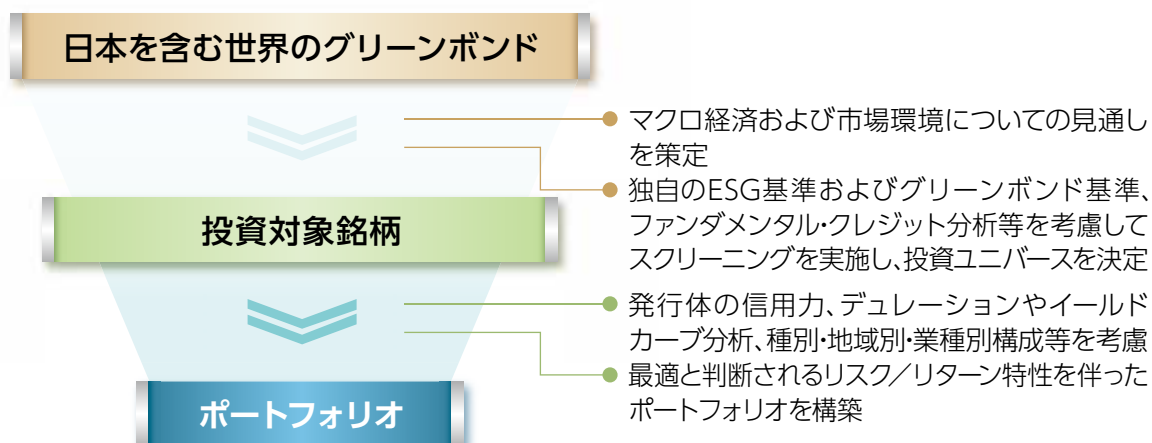 日本を含む世界のグリーンボンド
マクロ経済および市場環境についての見通し
を策定
独自のESG基準およびグリーンボンド基準、
ファンダメンタル・クレジット分析等を考慮して
スクリーニングを実施し、投資ユニバースを決定
投資対象銘柄
発行体の信用力、デュレーションやイールド
カーブ分析、種別・地域別・業種別構成等を考慮
最適と判断されるリスク／リターン特性を伴った
ポートフォリオを構築
ポートフォリオ